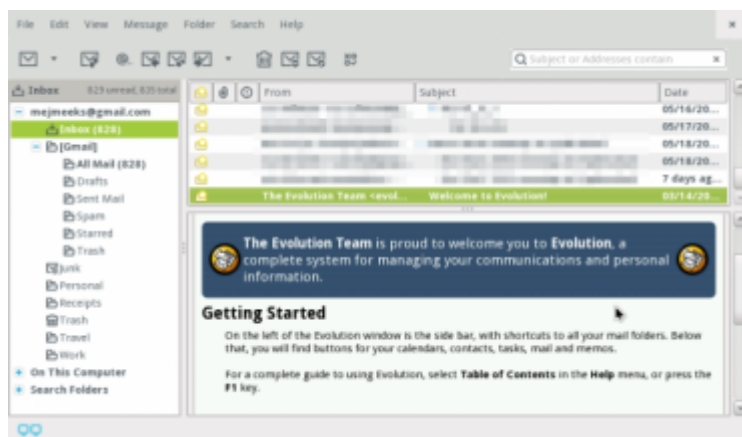 File Edit View Message Folder Search Help
Subject or Addresses contain
Inbox 829 unread, 835 total
From Subject Date
mejmeeks@gmail.com
Inbox (828)
[Gmail]
All Mail (828)
Drafts
Sent Mail
Spam
Starred
Trash
Junk
Personal
Receipts
Trash
Travel
Work
On This Computer
Search Folders
05/16/20...
05/17/20...
05/18/20...
05/18/20...
7 days ag...
The Evolution Team <evol... Welcome to Evolution! 03/14/20...
The Evolution Team is proud to welcome you to Evolution, a
complete system for managing your communications and personal
information.
Getting Started
On the left of the Evolution window is the side bar, with shortcuts to all your mail folders. Below
that, you will find buttons for your calendars, contacts, tasks, mail and memos.
For a complete guide to using Evolution, select Table of Contents in the Help menu, or press the
F1 key.